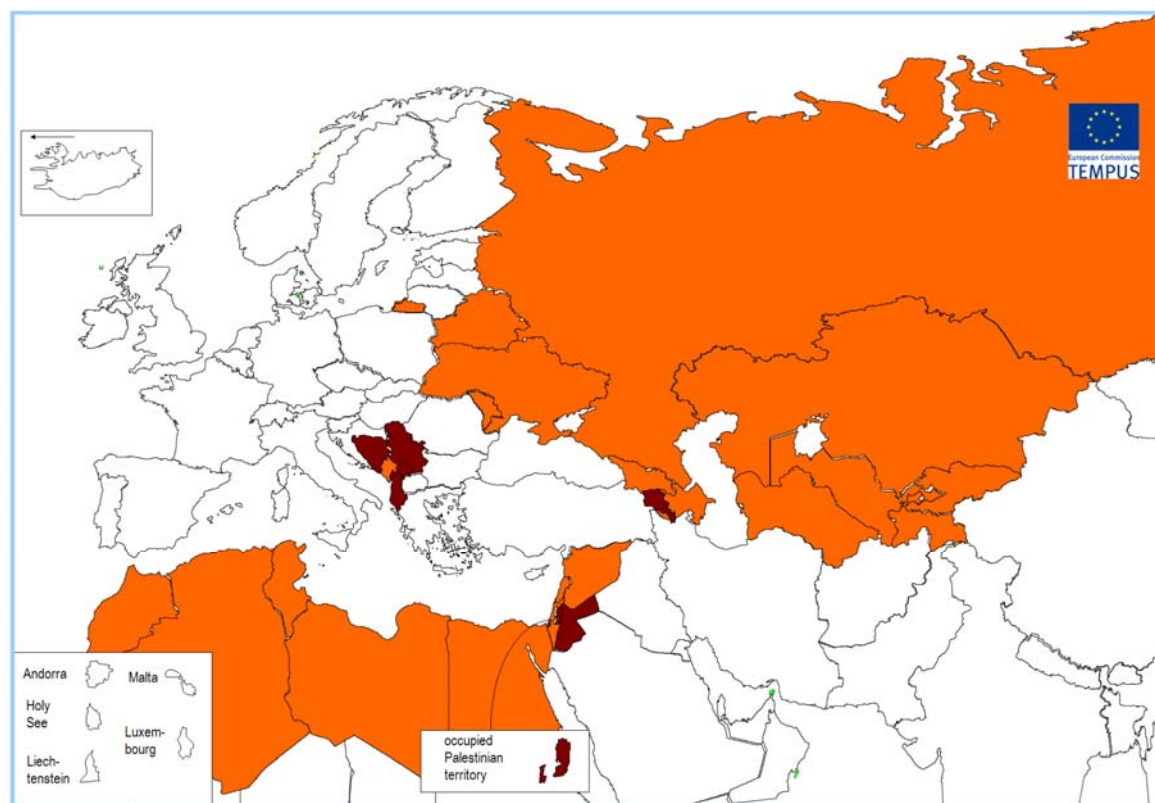 European Commission
TEMPUS
Andorra
Malta
Holy
See
Luxem-
bourg
Liech-
tenstein
occupied
Palestinian
territory